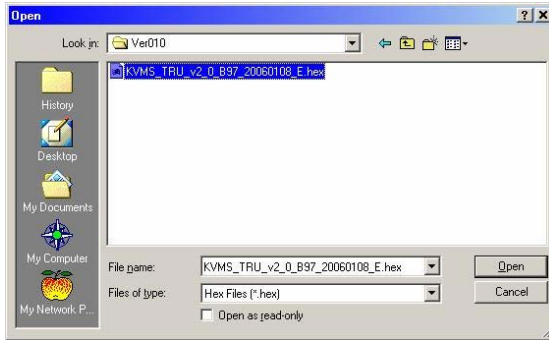 Open
Look in: Ver010
KVMS_TRU_v2_0_B97_20060108_E.hex
History
Desktop
My Documents
My Computer
My Network P...
File name: KVMS_TRU_v2_0_B97_20060108_E.hex Open
Files of type: Hex Files (*.hex) Cancel
Open as read-only